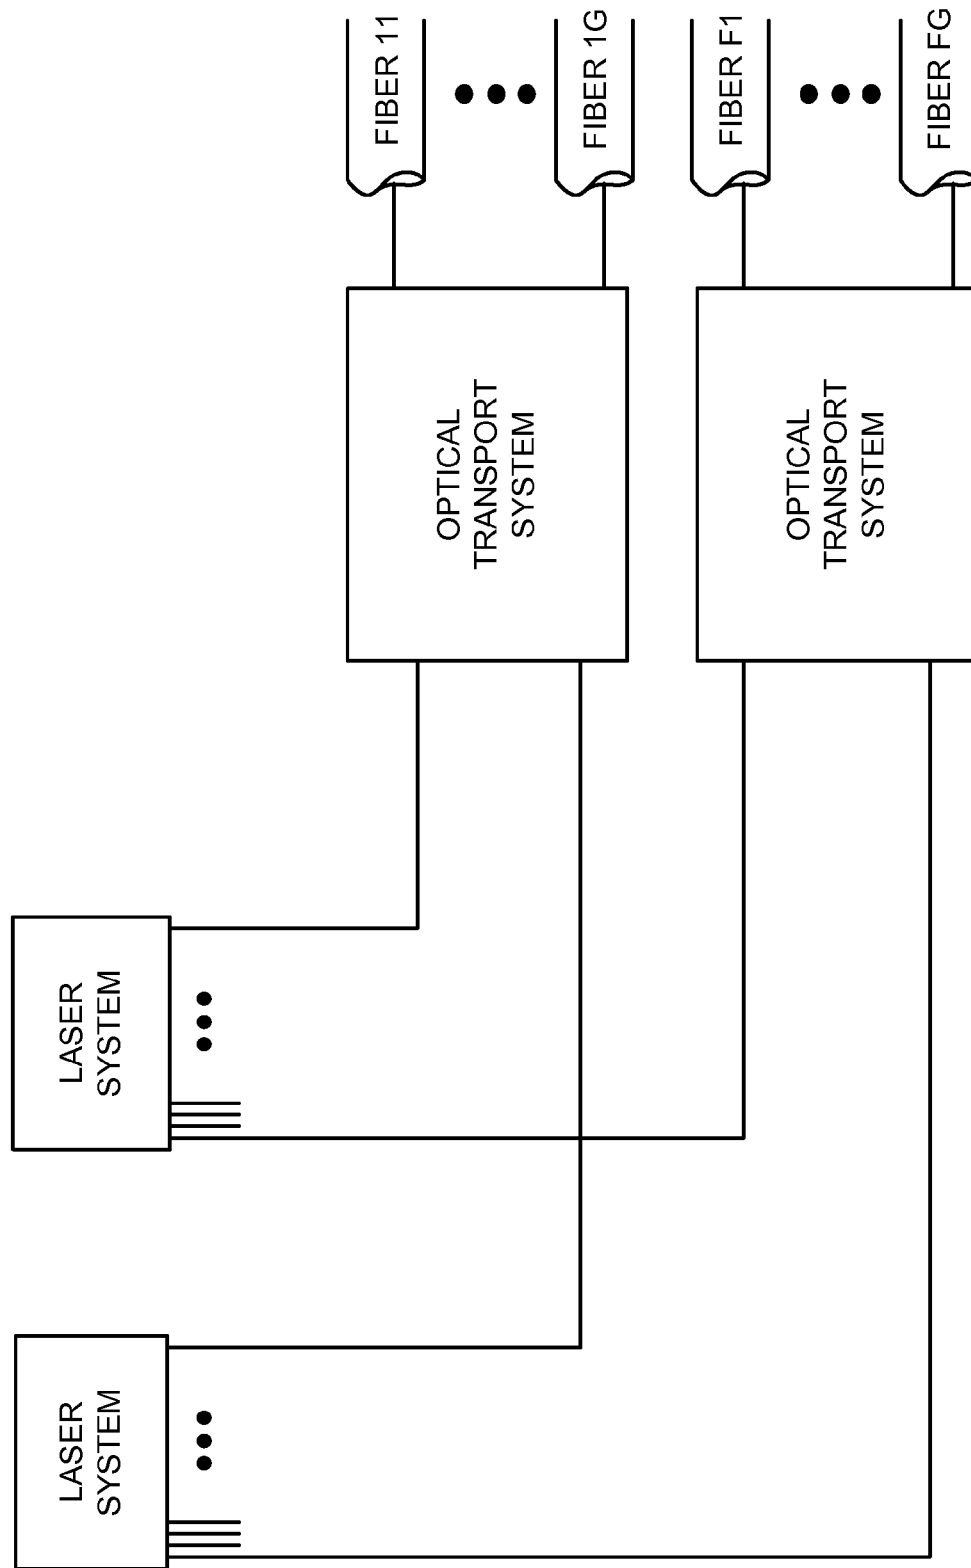 FIBER 11
FIBER 1G
FIBER F1
FIBER FG
OPTICAL
TRANSPORT
SYSTEM
OPTICAL
TRANSPORT
SYSTEM
LASER
SYSTEM
LASER
SYSTEM